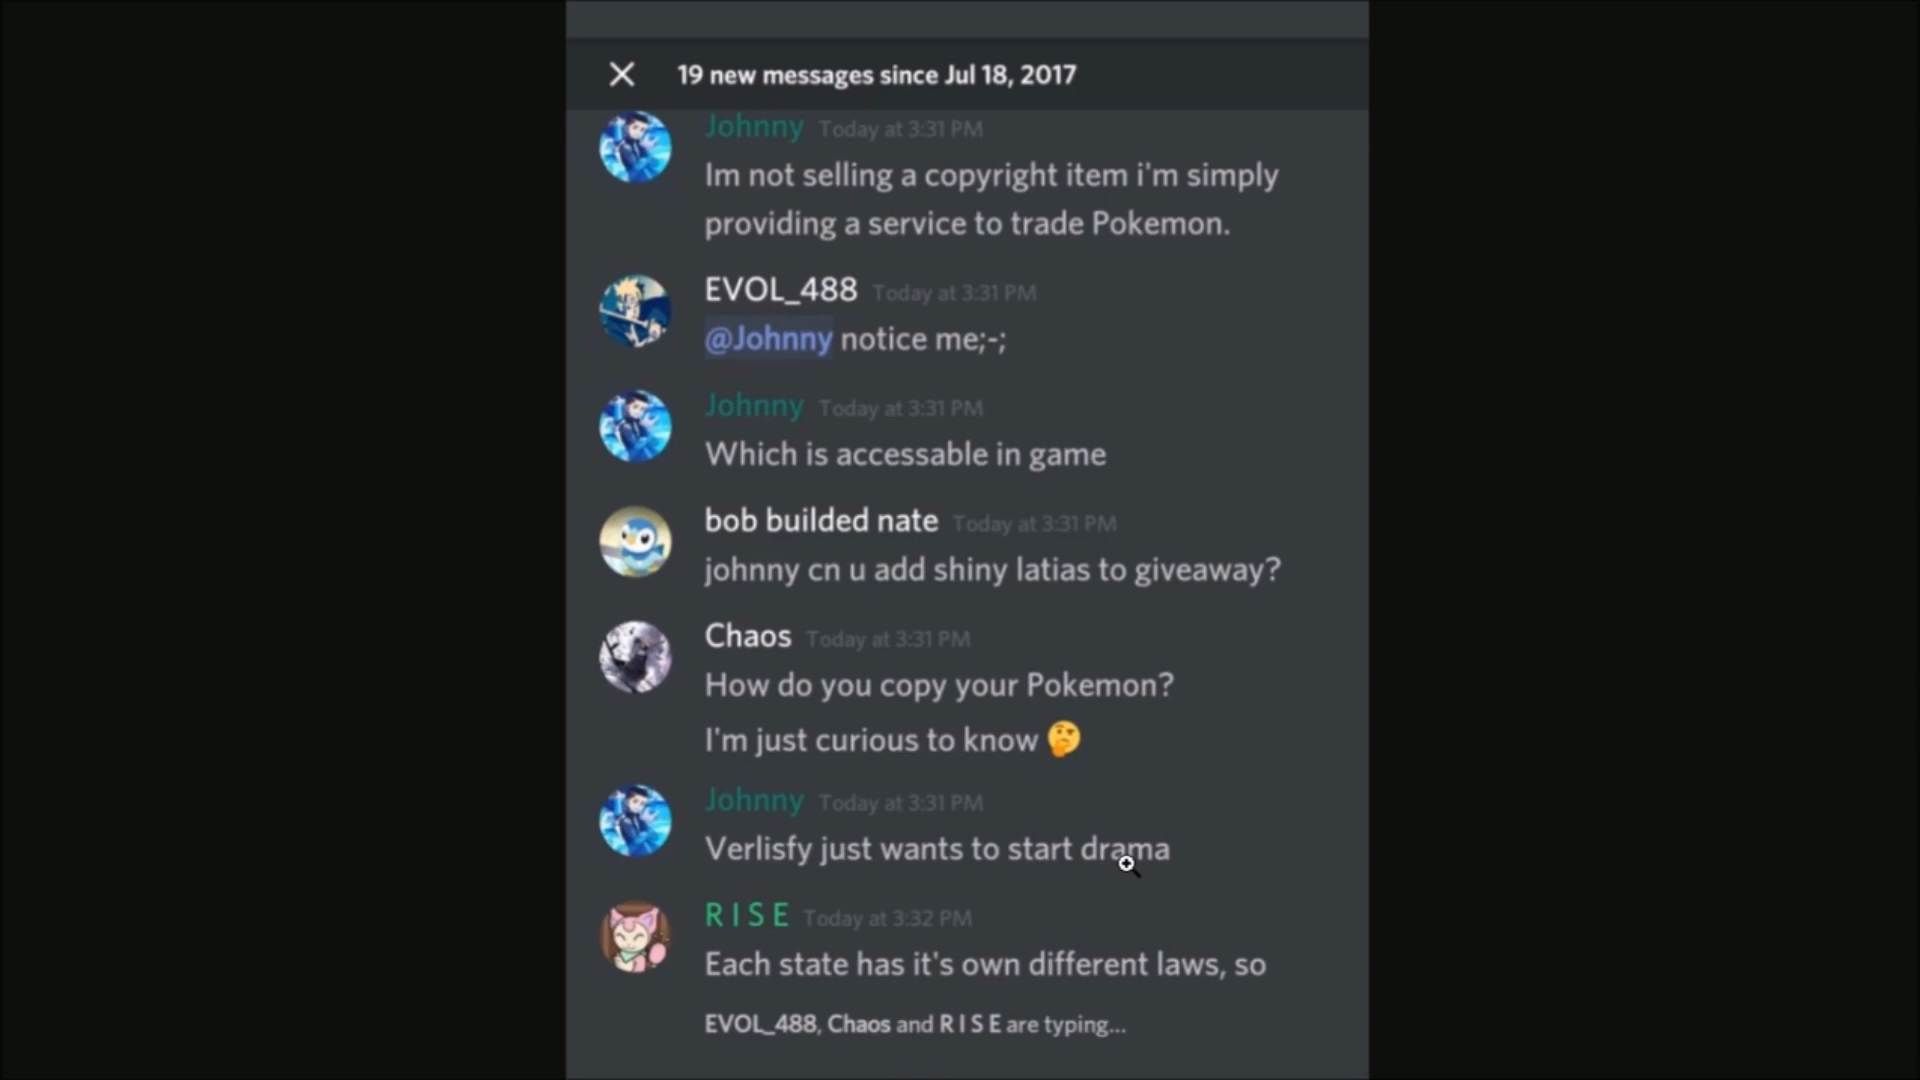 19 new messages since Jul 18, 2017
Johnny Today at 3:31 PM
Im not selling a copyright item i'm simply
providing a service to trade Pokemon.
EVOL_488 Today at 3:31 PM
@Johnny notice me;-;
Johnny Today at 3:31 PM
Which is accessable in game
bob builded nate Today at 3:31 PM
johnny cn u add shiny latias to giveaway?
Chaos Today at 3:31 PM
How do you copy your Pokemon?
I'm just curious to know 🤔
Johnny Today at 3:31 PM
Verlisfy just wants to start drama
R I S E Today at 3:32 PM
Each state has it's own different laws, so
EVOL_488, Chaos and R I S E are typing...